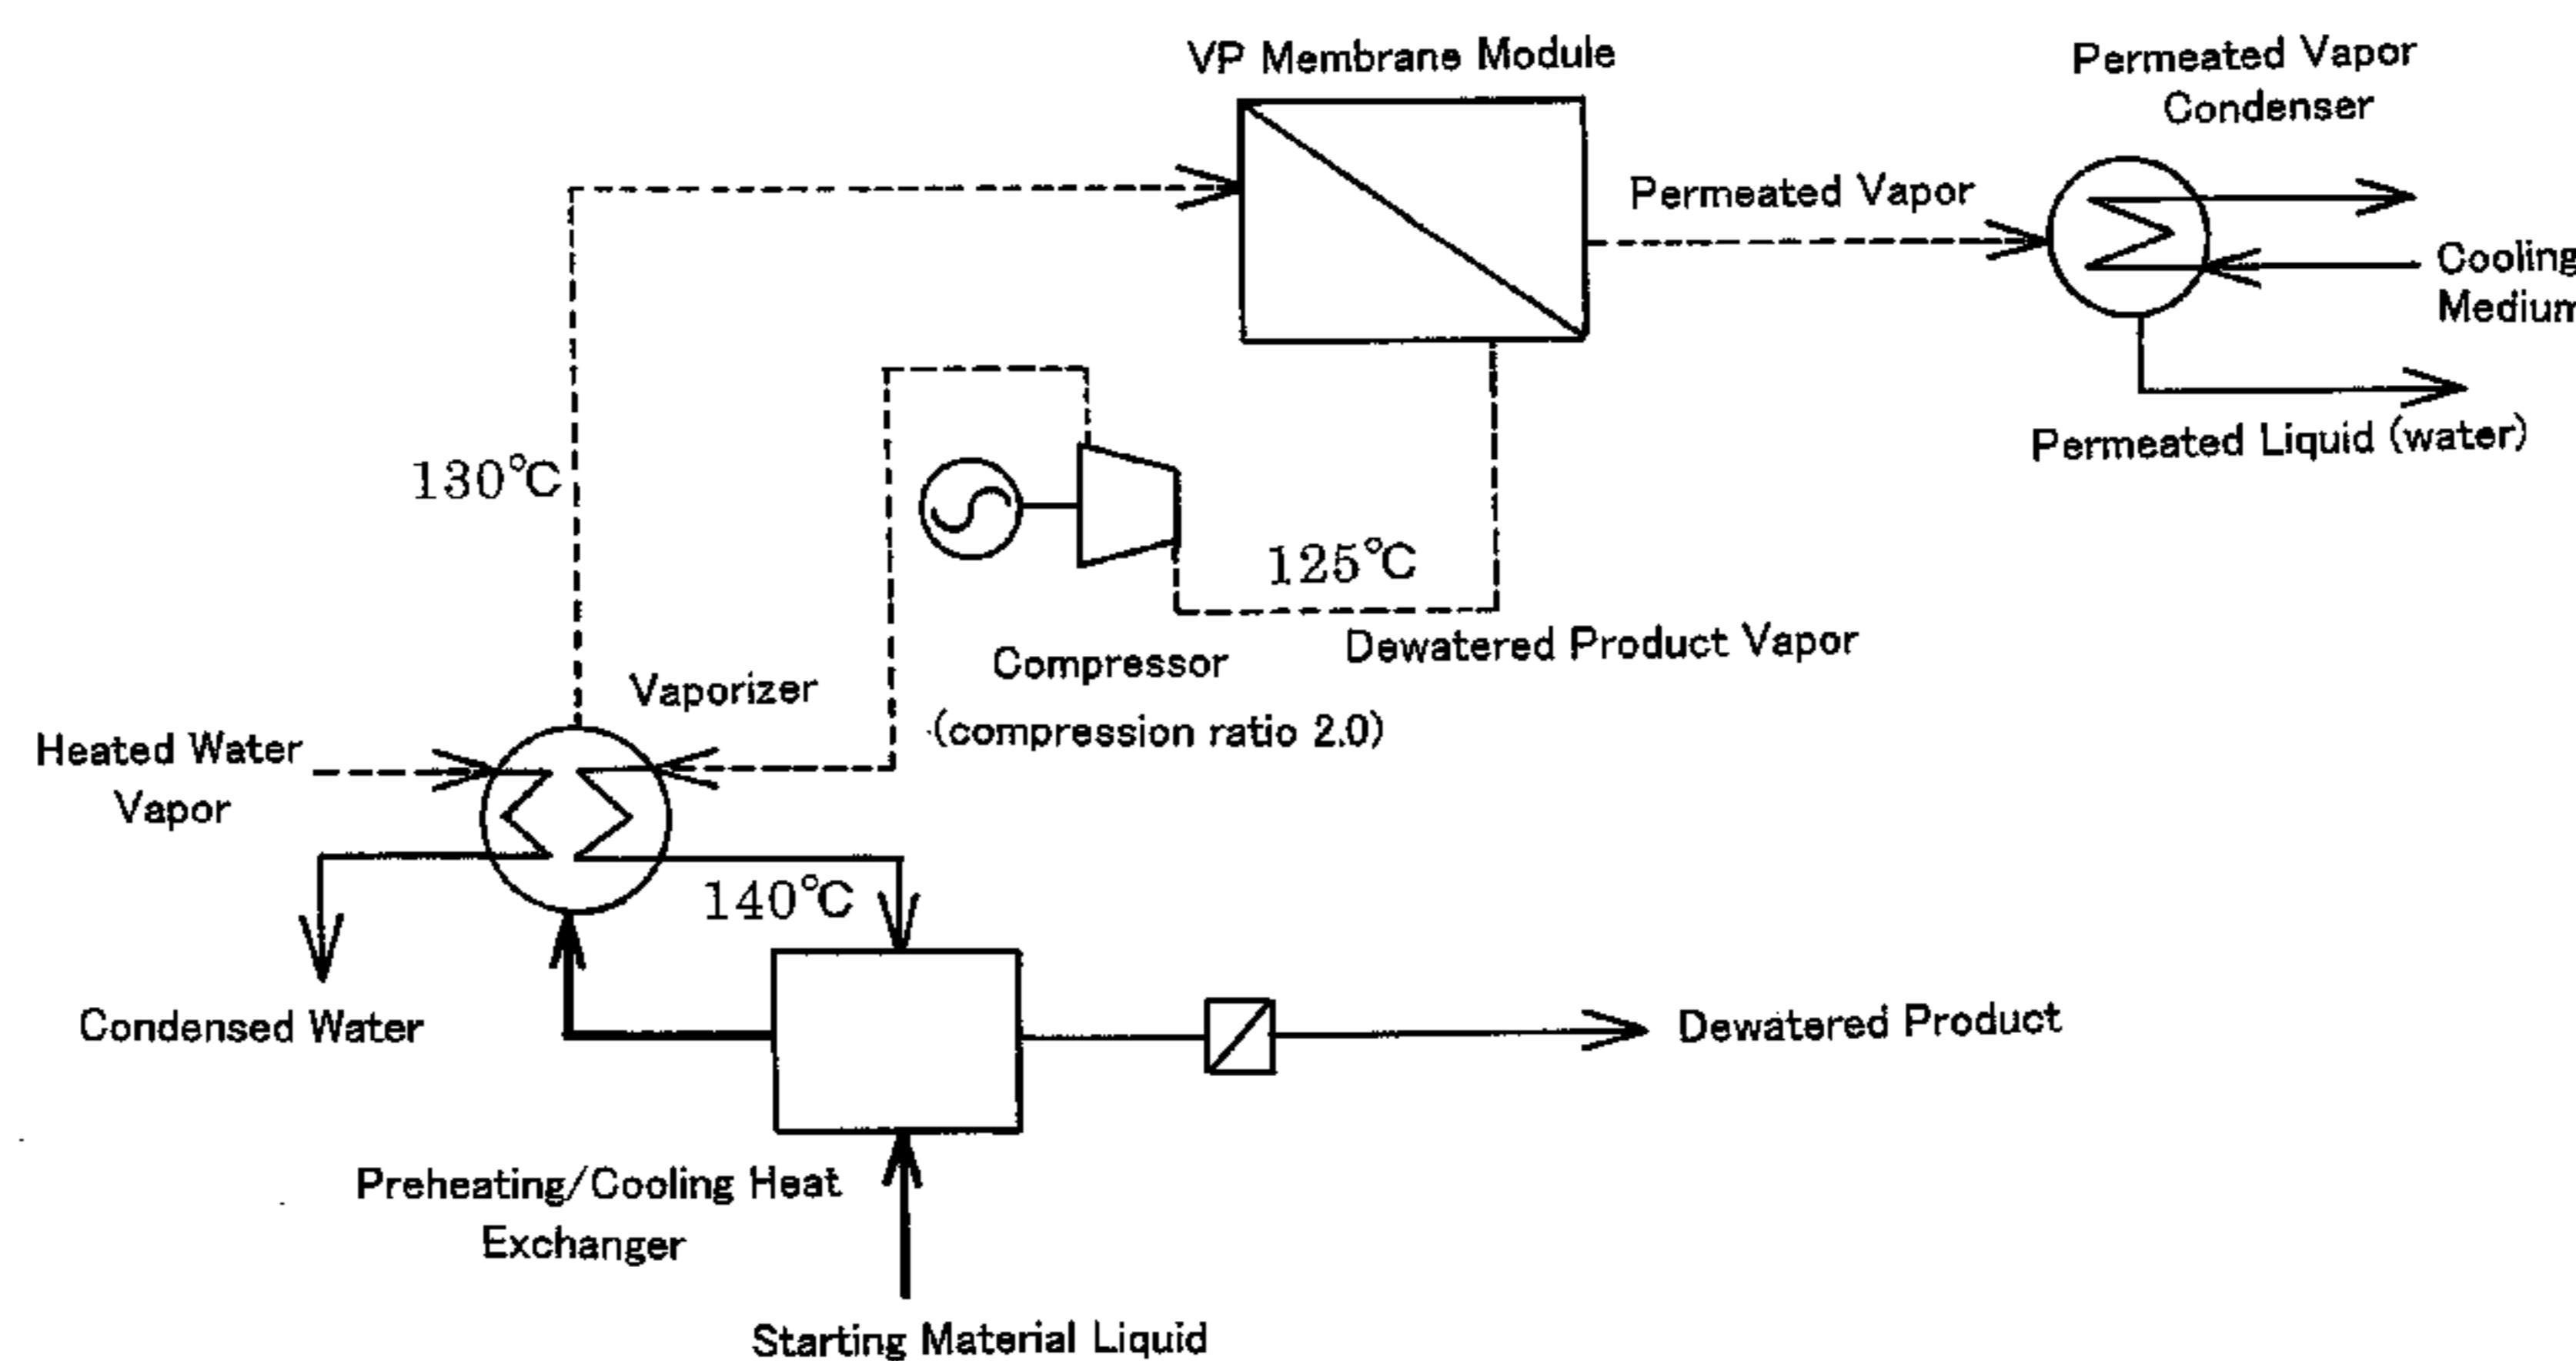 VP Membrane Module
Permeated Vapor
Condenser
Permeated Vapor
Cooling
Medium
Permeated Liquid (water)
130℃
125℃
Dewatered Product Vapor
Compressor
(compression ratio 2.0)
Vaporizer
Heated Water
Vapor
140℃
Condensed Water
Dewatered Product
Preheating/Cooling Heat
Exchanger
Starting Material Liquid